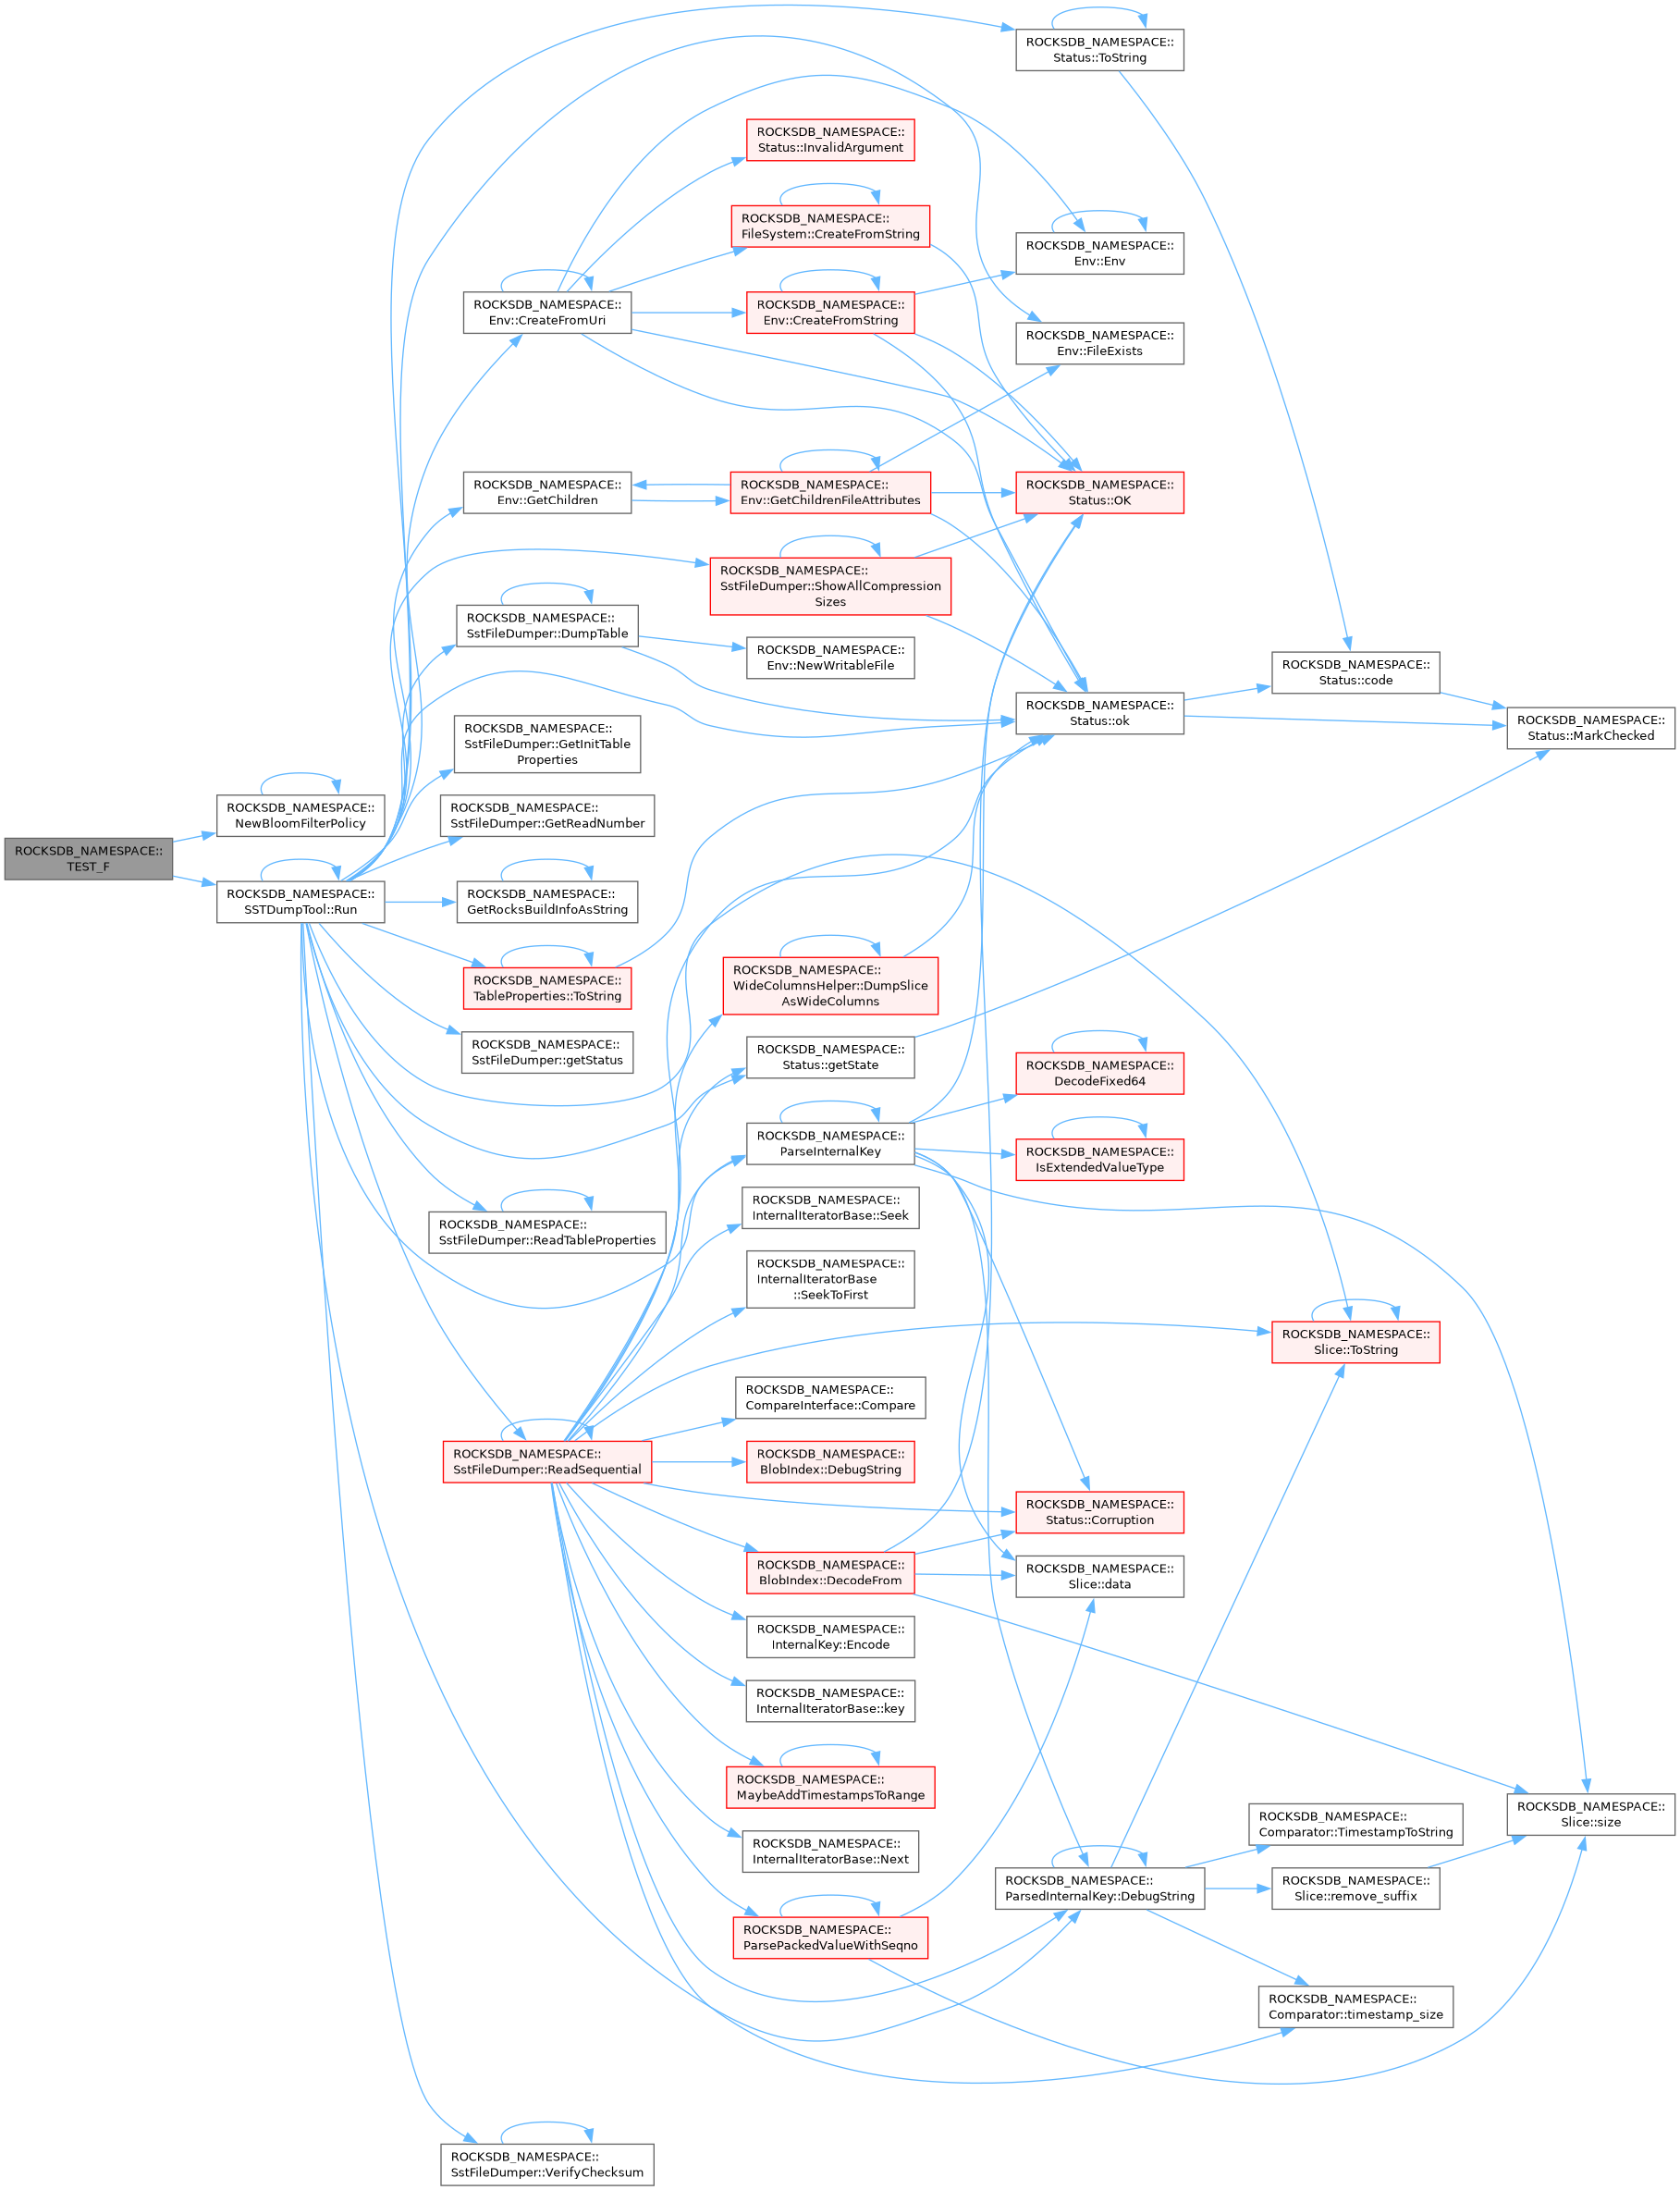 ROCKSDB_NAMESPACE::
TEST_F
ROCKSDB_NAMESPACE::
NewBloomFilterPolicy
ROCKSDB_NAMESPACE::
SSTDumpTool::Run
ROCKSDB_NAMESPACE::
Env::CreateFromUri
ROCKSDB_NAMESPACE::
Env::GetChildren
ROCKSDB_NAMESPACE::
SstFileDumper::DumpTable
ROCKSDB_NAMESPACE::
SstFileDumper::GetInitTable
Properties
ROCKSDB_NAMESPACE::
SstFileDumper::GetReadNumber
ROCKSDB_NAMESPACE::
GetRocksBuildInfoAsString
ROCKSDB_NAMESPACE::
TableProperties::ToString
ROCKSDB_NAMESPACE::
SstFileDumper::getStatus
ROCKSDB_NAMESPACE::
SstFileDumper::ReadTableProperties
ROCKSDB_NAMESPACE::
SstFileDumper::ReadSequential
ROCKSDB_NAMESPACE::
SstFileDumper::VerifyChecksum
ROCKSDB_NAMESPACE::
Status::InvalidArgument
ROCKSDB_NAMESPACE::
FileSystem::CreateFromString
ROCKSDB_NAMESPACE::
Env::CreateFromString
ROCKSDB_NAMESPACE::
Env::GetChildrenFileAttributes
ROCKSDB_NAMESPACE::
SstFileDumper::ShowAllCompression
Sizes
ROCKSDB_NAMESPACE::
Env::NewWritableFile
ROCKSDB_NAMESPACE::
WideColumnsHelper::DumpSlice
AsWideColumns
ROCKSDB_NAMESPACE::
Status::getState
ROCKSDB_NAMESPACE::
ParseInternalKey
ROCKSDB_NAMESPACE::
InternalIteratorBase::Seek
ROCKSDB_NAMESPACE::
InternalIteratorBase
::SeekToFirst
ROCKSDB_NAMESPACE::
CompareInterface::Compare
ROCKSDB_NAMESPACE::
BlobIndex::DebugString
ROCKSDB_NAMESPACE::
BlobIndex::DecodeFrom
ROCKSDB_NAMESPACE::
InternalKey::Encode
ROCKSDB_NAMESPACE::
InternalIteratorBase::key
ROCKSDB_NAMESPACE::
MaybeAddTimestampsToRange
ROCKSDB_NAMESPACE::
InternalIteratorBase::Next
ROCKSDB_NAMESPACE::
ParsePackedValueWithSeqno
ROCKSDB_NAMESPACE::
Status::ToString
ROCKSDB_NAMESPACE::
Env::Env
ROCKSDB_NAMESPACE::
Env::FileExists
ROCKSDB_NAMESPACE::
Status::OK
ROCKSDB_NAMESPACE::
Status::ok
ROCKSDB_NAMESPACE::
DecodeFixed64
ROCKSDB_NAMESPACE::
IsExtendedValueType
ROCKSDB_NAMESPACE::
Status::Corruption
ROCKSDB_NAMESPACE::
Slice::data
ROCKSDB_NAMESPACE::
ParsedInternalKey::DebugString
ROCKSDB_NAMESPACE::
Status::code
ROCKSDB_NAMESPACE::
Slice::ToString
ROCKSDB_NAMESPACE::
Comparator::TimestampToString
ROCKSDB_NAMESPACE::
Slice::remove_suffix
ROCKSDB_NAMESPACE::
Comparator::timestamp_size
ROCKSDB_NAMESPACE::
Status::MarkChecked
ROCKSDB_NAMESPACE::
Slice::size